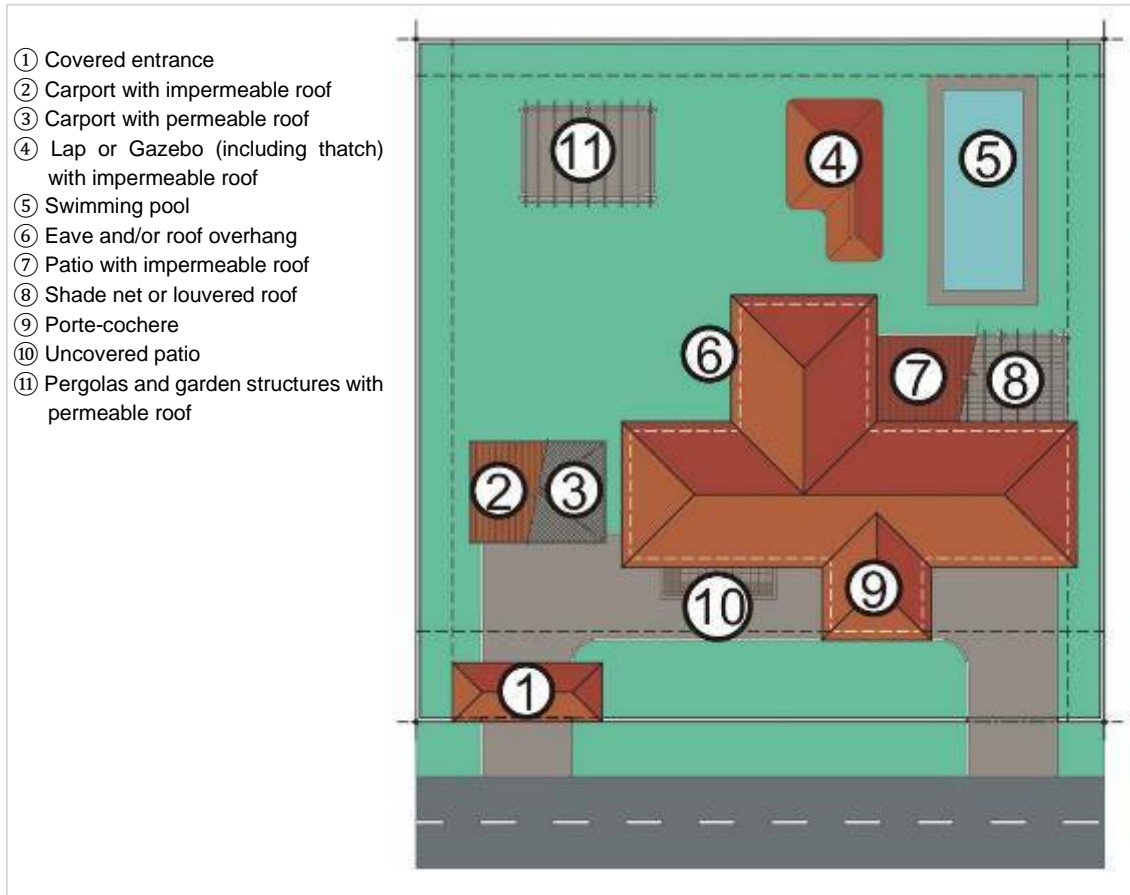 ① Covered entrance
② Carport with impermeable roof
③ Carport with permeable roof
④ Lap or Gazebo (including thatch)
with impermeable roof
⑤ Swimming pool
⑥ Eave and/or roof overhang
⑦ Patio with impermeable roof
⑧ Shade net or louvered roof
⑨ Porte-cochere
⑩ Uncovered patio
⑪ Pergolas and garden structures with
permeable roof
11
4
5
6
7
8
2
3
10
9
1